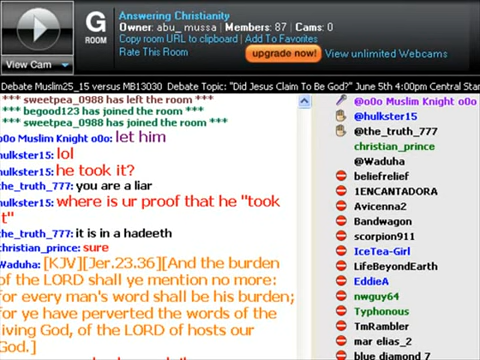 Answering Christianity
Owner: abu_ mussa | Members: 87 | Cams: 0
G
ROOM
Copy room URL to clipboard | Add To Favorites
Rate This Room
upgrade now!
View unlimited Webcams
View Cam
Debate Muslim25_15 versus MB13030 Debate Topic: "Did Jesus Claim To Be God?" June 5th 4:00pm Central Star
*** sweetpea_0988 has left the room ***
*** begood123 has joined the room ***
*** sweetpea_0988 has joined the room ***
o0o Muslim Knight o0o: let him
hulkster15: lol
he took it?
the_truth_777: you are a liar
hulkster15: where is ur proof that he "took
it"
the_truth_777: it is in a hadeeth
christian_prince: sure
Waduha: [KJV][Jer.23.36][And the burden
of the LORD shall ye mention no more:
for every man's word shall be his burden;
for ye have perverted the words of the
living God, of the LORD of hosts our
God.]
@o0o Muslim Knight o0o
@hulkster15
@the_truth_777
christian_prince
@Waduha
beliefrelief
1ENCANTADORA
Avicenna2
Bandwagon
scorpion911
IceTea-Girl
LifeBeyondEarth
EddieA
nwguy64
Typhonous
TmRambler
mar elias_2
blue diamond 7